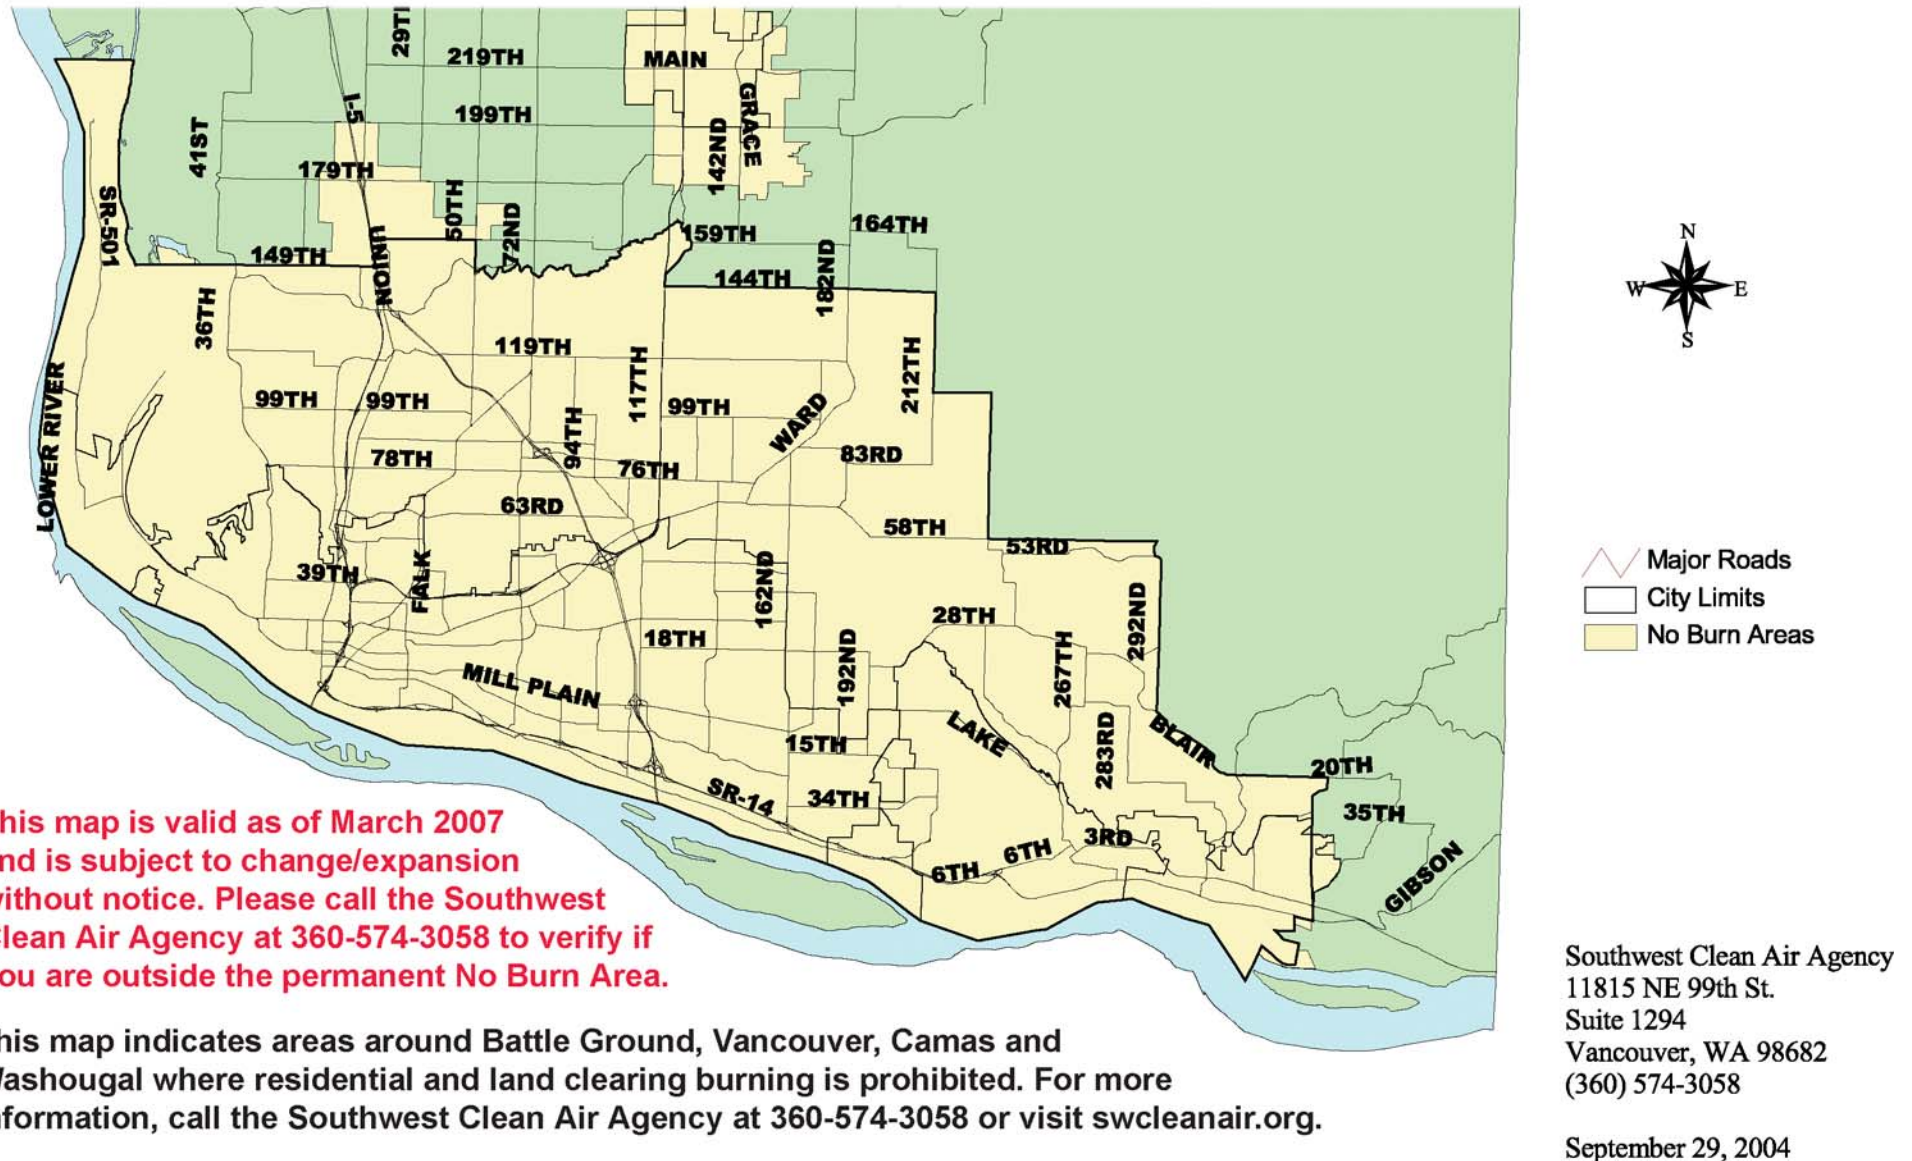 29TH
219TH
MAIN
I-5
199TH
GRACE
41ST
142ND
179TH
SR-501
50TH
72ND
159TH
164TH
149TH
UNION
182ND
144TH
36TH
119TH
117TH
212TH
LOWER RIVER
99TH
99TH
99TH
94TH
WARD
78TH
76TH
83RD
63RD
58TH
53RD
39TH
FALK
162ND
292ND
28TH
18TH
192ND
267TH
MILL PLAIN
LAKE
283RD
BLAIR
15TH
20TH
SR-14
34TH
35TH
6TH
6TH
3RD
GIBSON
N
W
E
S
Major Roads
City Limits
No Burn Areas
his map is valid as of March 2007
nd is subject to change/expansion
without notice. Please call the Southwest
Clean Air Agency at 360-574-3058 to verify if
you are outside the permanent No Burn Area.
his map indicates areas around Battle Ground, Vancouver, Camas and
Washougal where residential and land clearing burning is prohibited. For more
nformation, call the Southwest Clean Air Agency at 360-574-3058 or visit swcleanair.org.
Southwest Clean Air Agency
11815 NE 99th St.
Suite 1294
Vancouver, WA 98682
(360) 574-3058
September 29, 2004